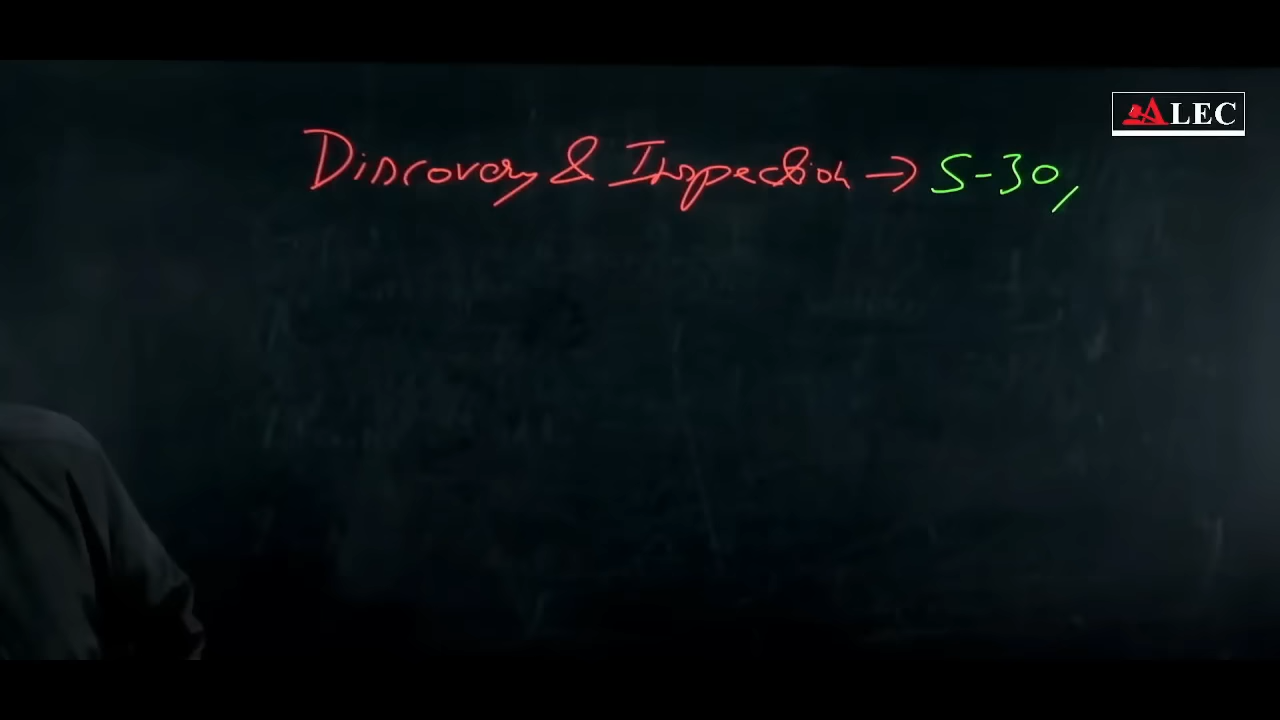 ALEC
Discovery & Inspection → S-30,